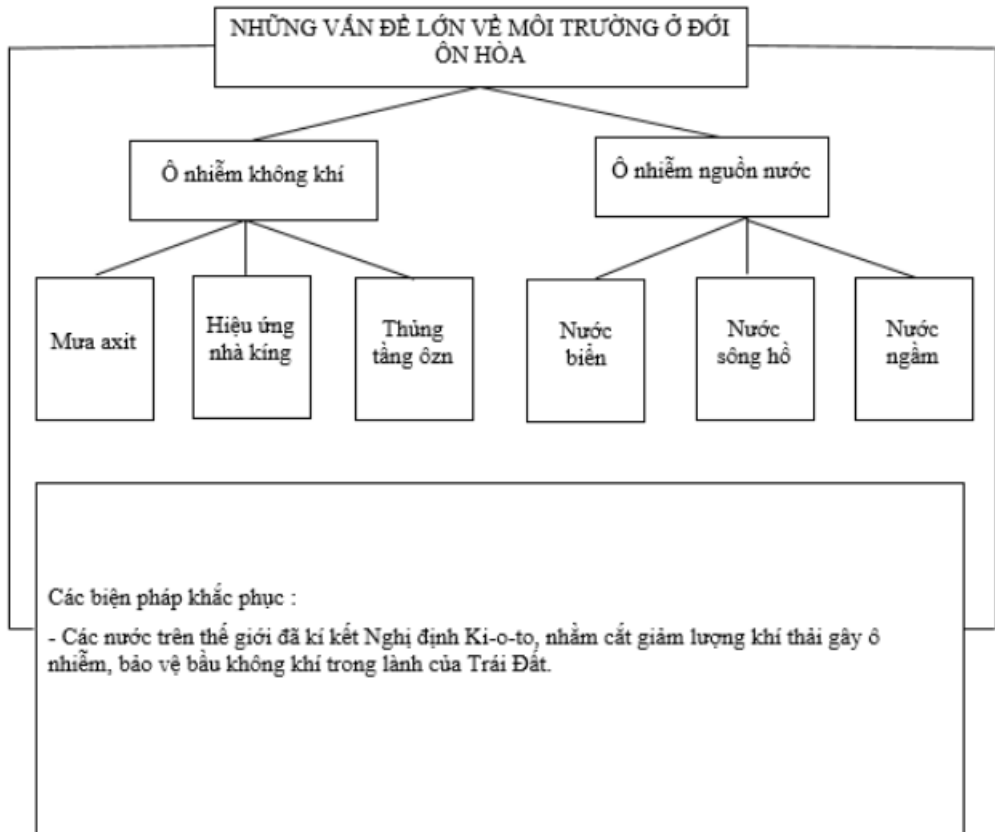 NHỮNG VẤN ĐỀ LỚN VỀ MÔI TRƯỜNG Ở ĐỚI
ÔN HÒA
Ô nhiễm không khí
Ô nhiễm nguồn nước
Mưa axit
Hiệu ứng
nhà kíng
Thủng
tầng ôzn
Nước
biển
Nước
sông hồ
Nước
ngầm
Các biện pháp khắc phục :
- Các nước trên thế giới đã kí kết Nghị định Ki-o-to, nhằm cắt giảm lượng khí thải gây ô
nhiễm, bảo vệ bầu không khí trong lành của Trái Đất.